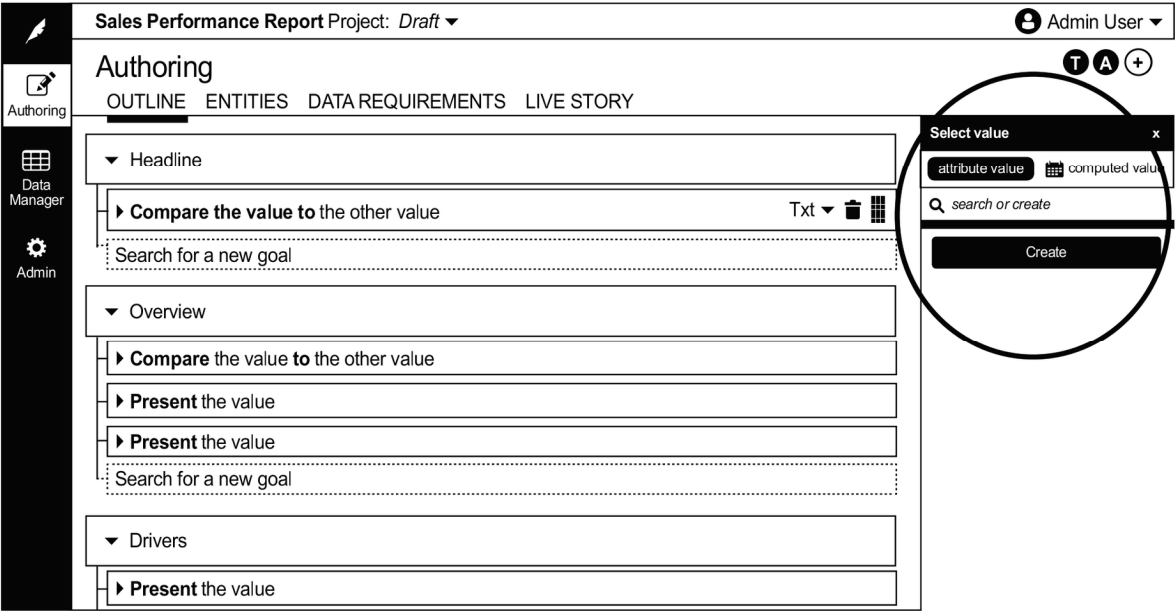 Sales Performance Report Project: Draft
Admin User
Authoring
T A +
OUTLINE ENTITIES DATA REQUIREMENTS LIVE STORY
Authoring
Data
Manager
Admin
Headline
Compare the value to the other value
Txt
Search for a new goal
Overview
Compare the value to the other value
Present the value
Present the value
Search for a new goal
Drivers
Present the value
Select value x
attribute value computed value
search or create
Create